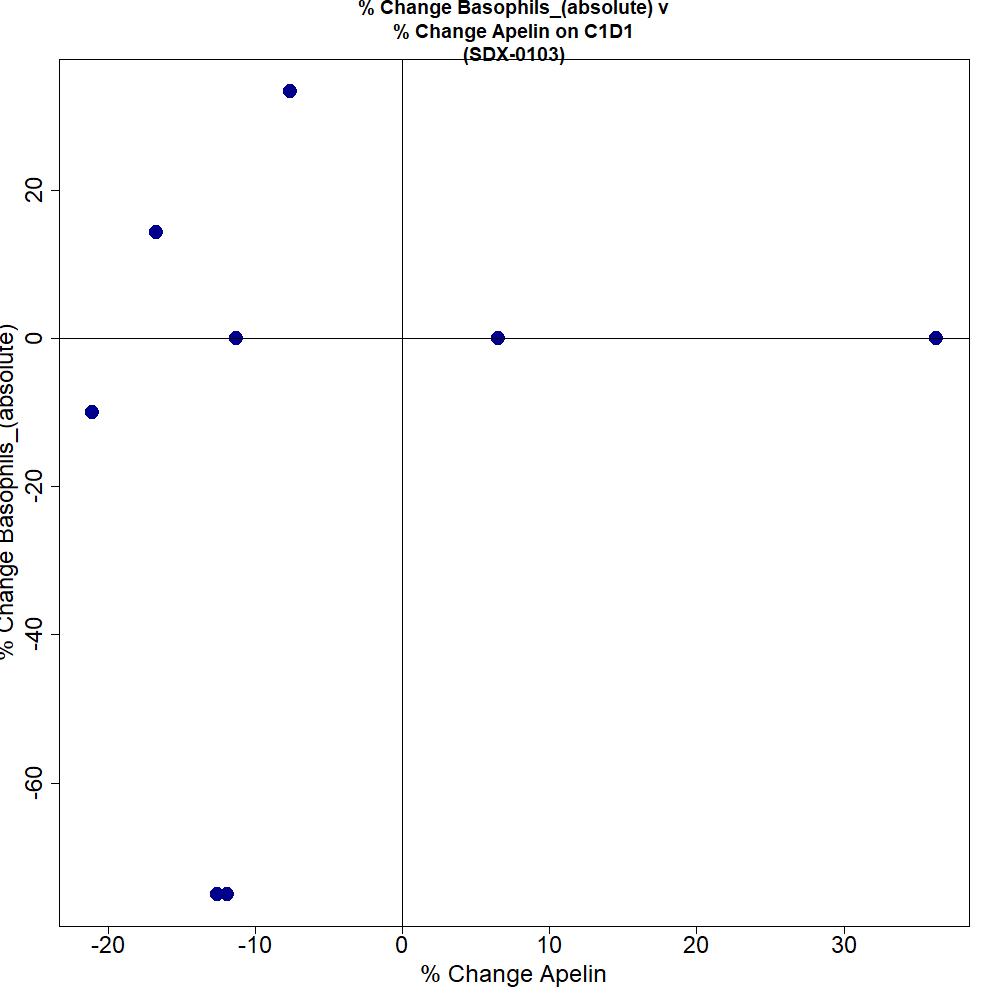 % Change Basophils_(absolute) v
% Change Apelin on C1D1
(SDX-0103)
% Change Basophils_(absolute)
20
0
-20
-40
-60
-20
-10
0
10
20
30
% Change Apelin